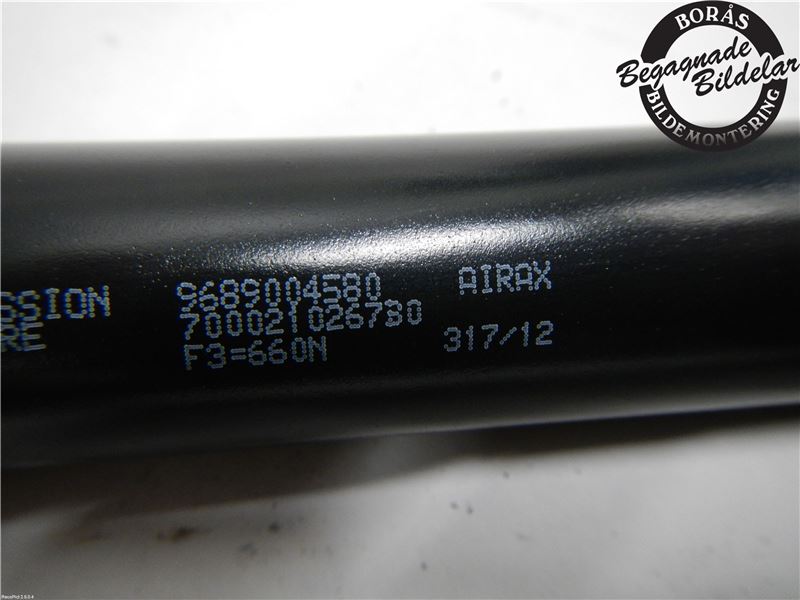 BORÅS
Begagnade
Bildelar
BILDEMONTERING
SSION 9689004580 AIRAX
RE 700021026780
F3=660N 317/12